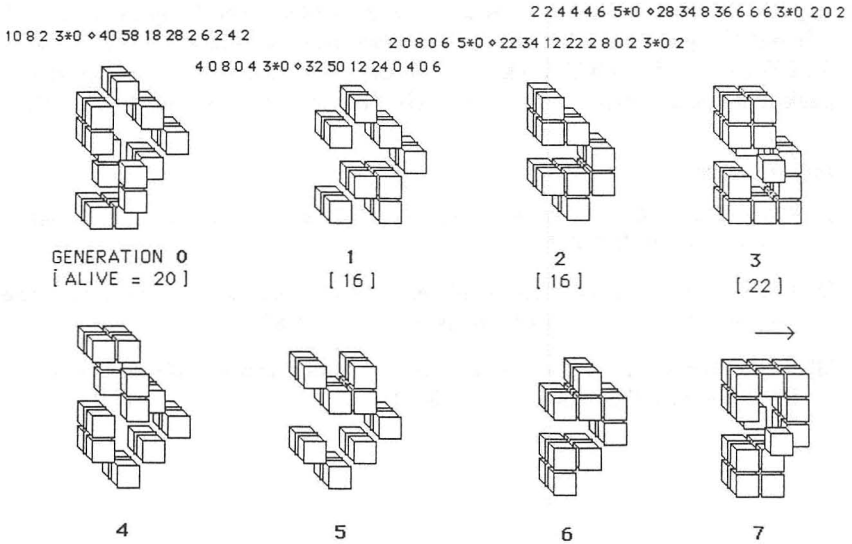 2 2 4 4 4 6 5*0 ⋄ 28 34 8 36 6 6 6 3*0 2 0 2
10 8 2 3*0 ⋄ 40 58 18 28 2 6 2 4 2
2 0 8 0 6 5*0 ⋄ 22 34 12 22 2 8 0 2 3*0 2
4 0 8 0 4 3*0 ⋄ 32 50 12 24 0 4 0 6
GENERATION 0 1 2 3
[ ALIVE = 20 ] [ 16 ] [ 16 ] [ 22 ]
4 5 6 7